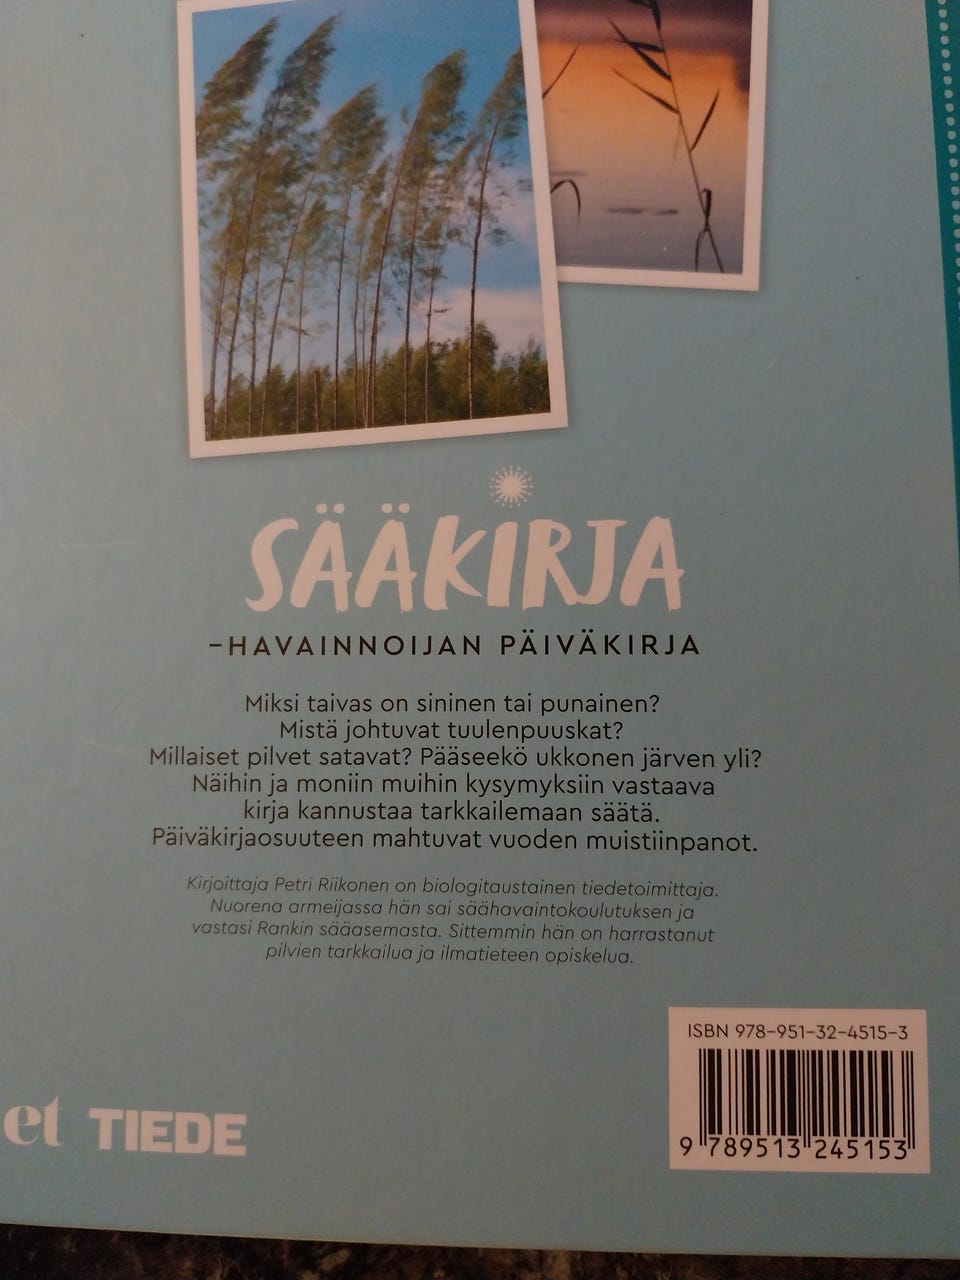 SÄÄKIRJA
–HAVAINNOIJAN PÄIVÄKIRJA
Miksi taivas on sininen tai punainen?
Mistä johtuvat tuulenpuuskat?
Millaiset pilvet satavat? Pääseekö ukkonen järven yli?
Näihin ja moniin muihin kysymyksiin vastaava
kirja kannustaa tarkkailemaan säätä.
Päiväkirjaosuuteen mahtuvat vuoden muistiinpanot.
Kirjoittaja Petri Riikonen on biologitaustainen tiedetoimittaja.
Nuorena armeijassa hän sai säähavaintokoulutuksen ja
vastasi Rankin sääasemasta. Sittemmin hän on harrastanut
pilvien tarkkailua ja ilmatieteen opiskelua.
ISBN 978-951-32-4515-3
9 789513 245153
et TIEDE